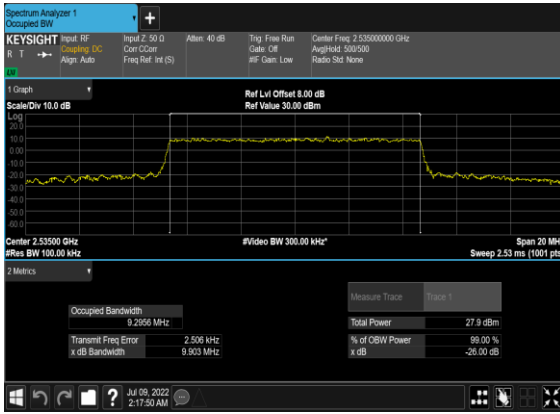 Spectrum Analyzer 1
Occupied BW
+
KEYSIGHT Input: RF Input Z: 50 Ω Atten: 40 dB Trig: Free Run Center Freq: 2.535000000 GHz
R T Coupling: DC Corr CCorr Gate: Off Avg|Hold: 500/500
Align: Auto Freq Ref: Int (S) #IF Gain: Low Radio Std: None
1 Graph
Ref Lvl Offset 8.00 dB
Scale/Div 10.0 dB Ref Value 30.00 dBm
Log
20.0
10.0
0.00
-10.0
-20.0
-30.0
-40.0
-50.0
-60.0
Center 2.53500 GHz #Video BW 300.00 kHz* Span 20 MH
#Res BW 100.00 kHz Sweep 2.53 ms (1001 pts
2 Metrics
Measure Trace Trace 1
Occupied Bandwidth
9.2956 MHz Total Power 27.9 dBm
Transmit Freq Error 2.506 kHz % of OBW Power 99.00 %
x dB Bandwidth 9.903 MHz x dB -26.00 dB
? Jul 09, 2022
2:17:50 AM